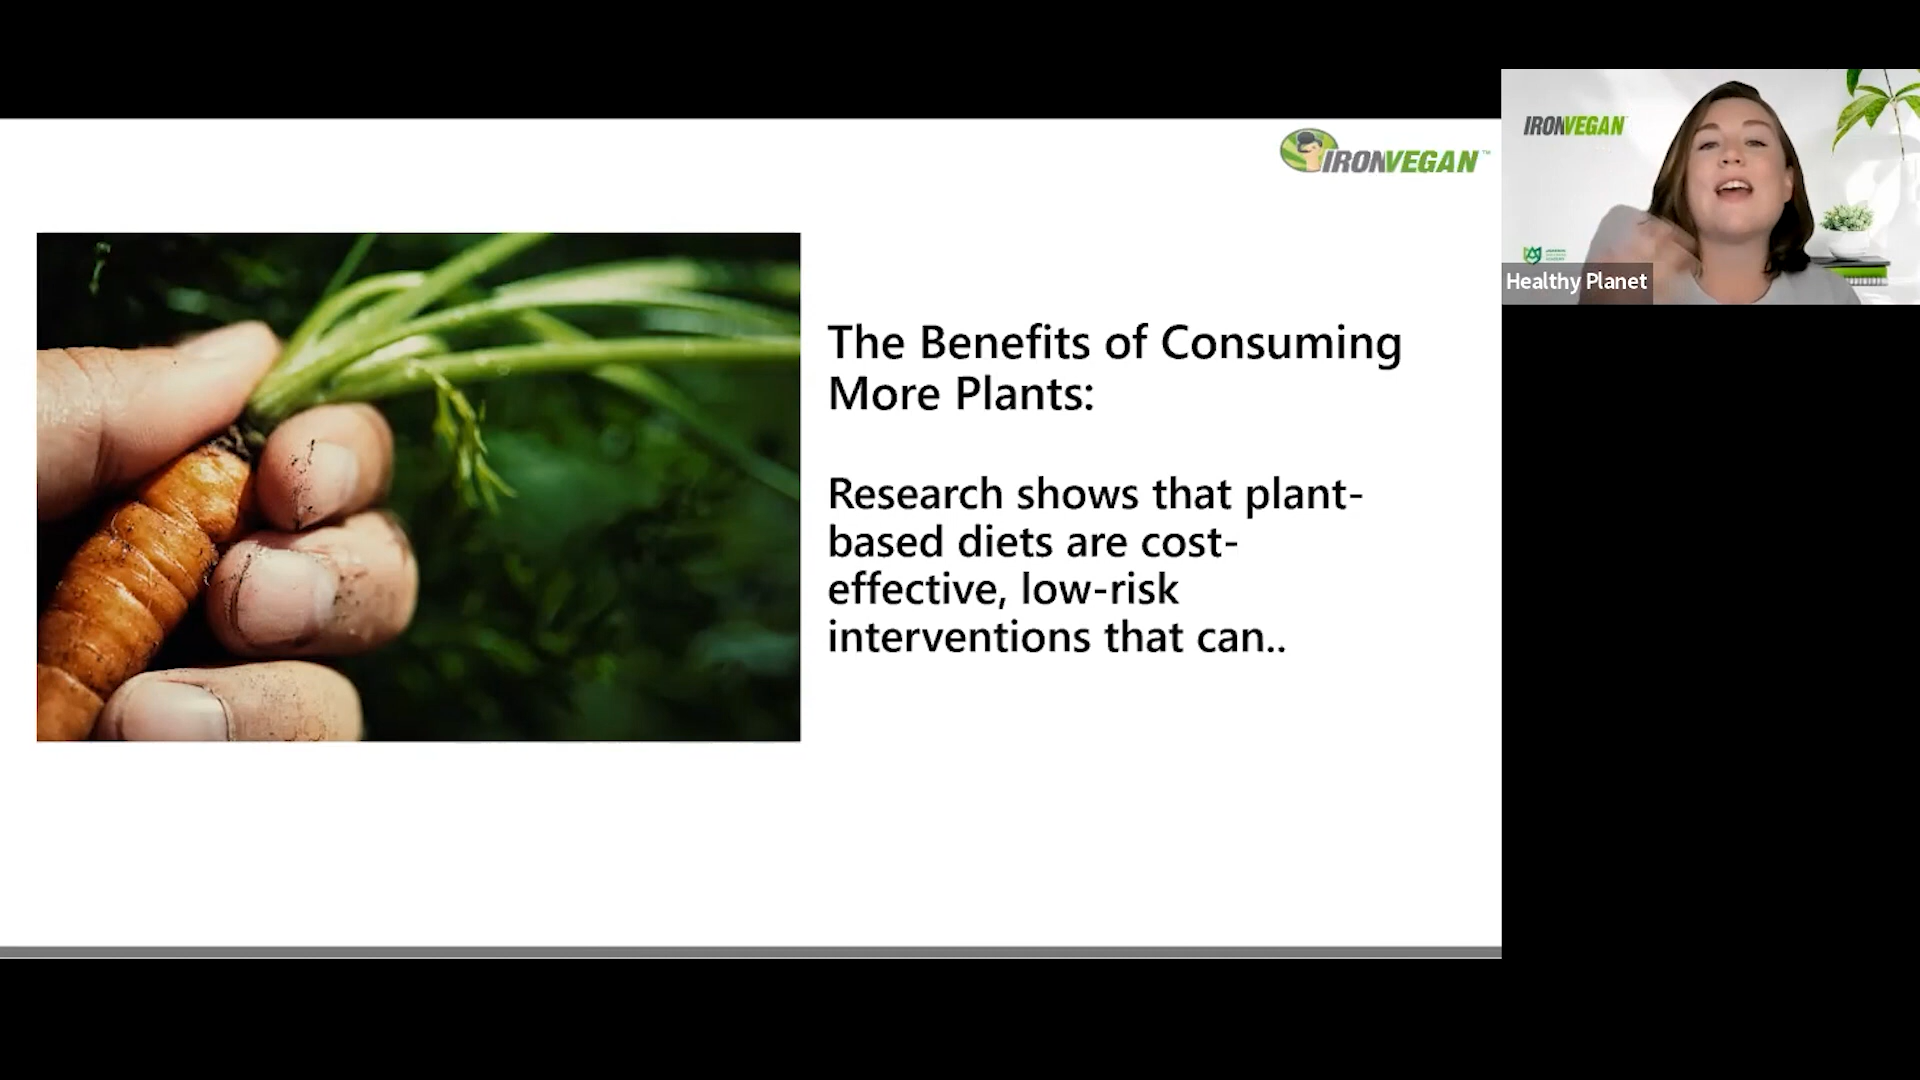 IRONVEGAN™
IRONVEGAN
Healthy Planet
The Benefits of Consuming
More Plants:
Research shows that plant-
based diets are cost-
effective, low-risk
interventions that can..